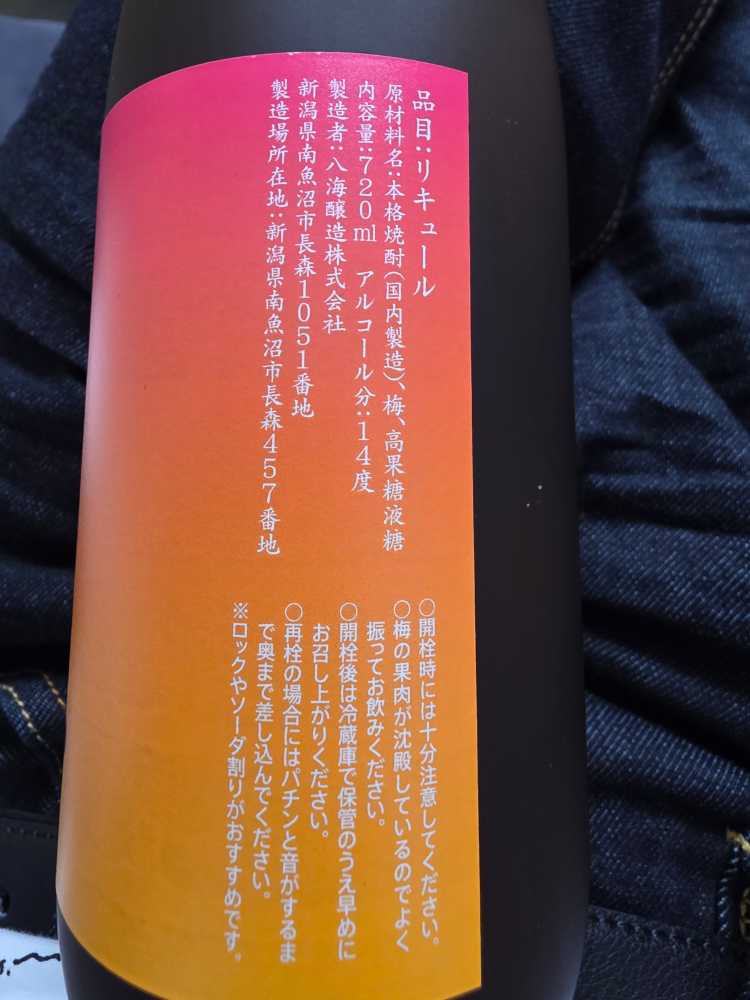 品目:リキュール
原材料名:本格焼酎(国内製造)、梅、高果糖液糖
内容量:720ml アルコール分:14度
製造者:八海醸造株式会社
新潟県南魚沼市長森1051番地
製造場所在地:新潟県南魚沼市長森457番地
○開栓時には十分注意してください。
○梅の果肉が沈殿しているのでよく
振ってお飲みください。
○開栓後は冷蔵庫で保管のうえ早めに
お召し上がりください。
○再栓の場合にはパチンと音がするま
で奥まで差し込んでください。
※ロックやソーダ割りがおすすめです。